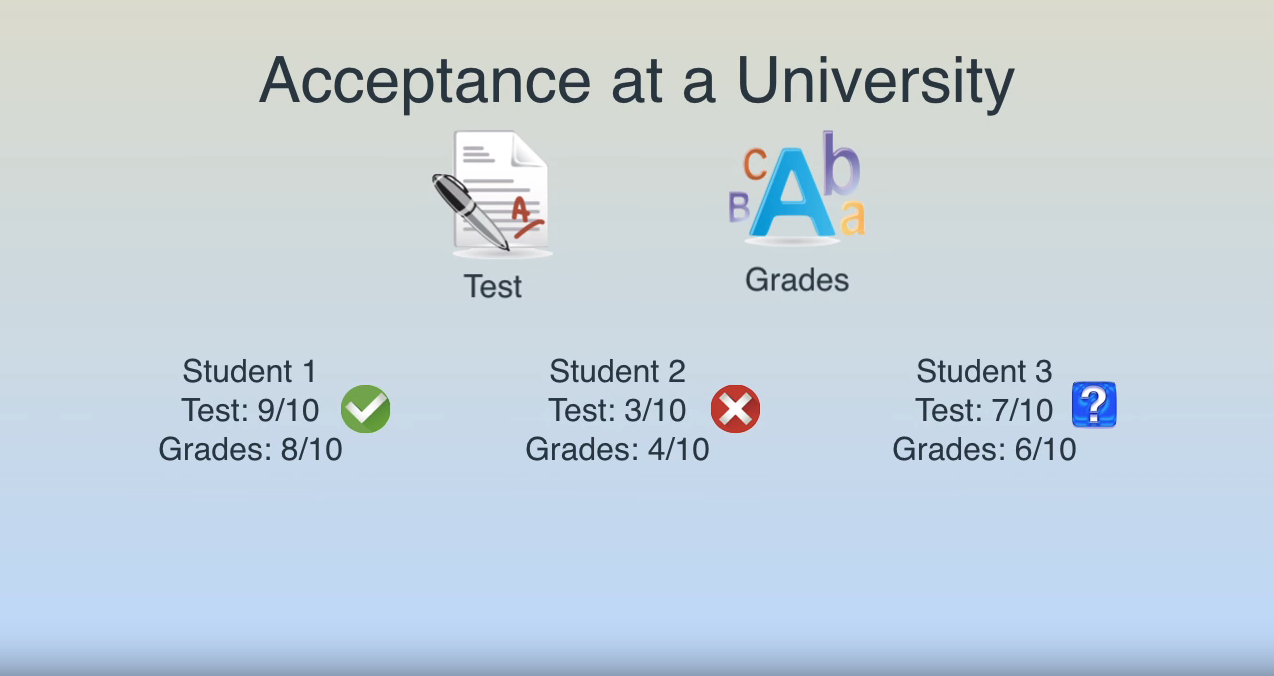 Acceptance at a University
Test
Grades
Student 1
Test: 9/10
Grades: 8/10
Student 2
Test: 3/10
Grades: 4/10
Student 3
Test: 7/10
Grades: 6/10